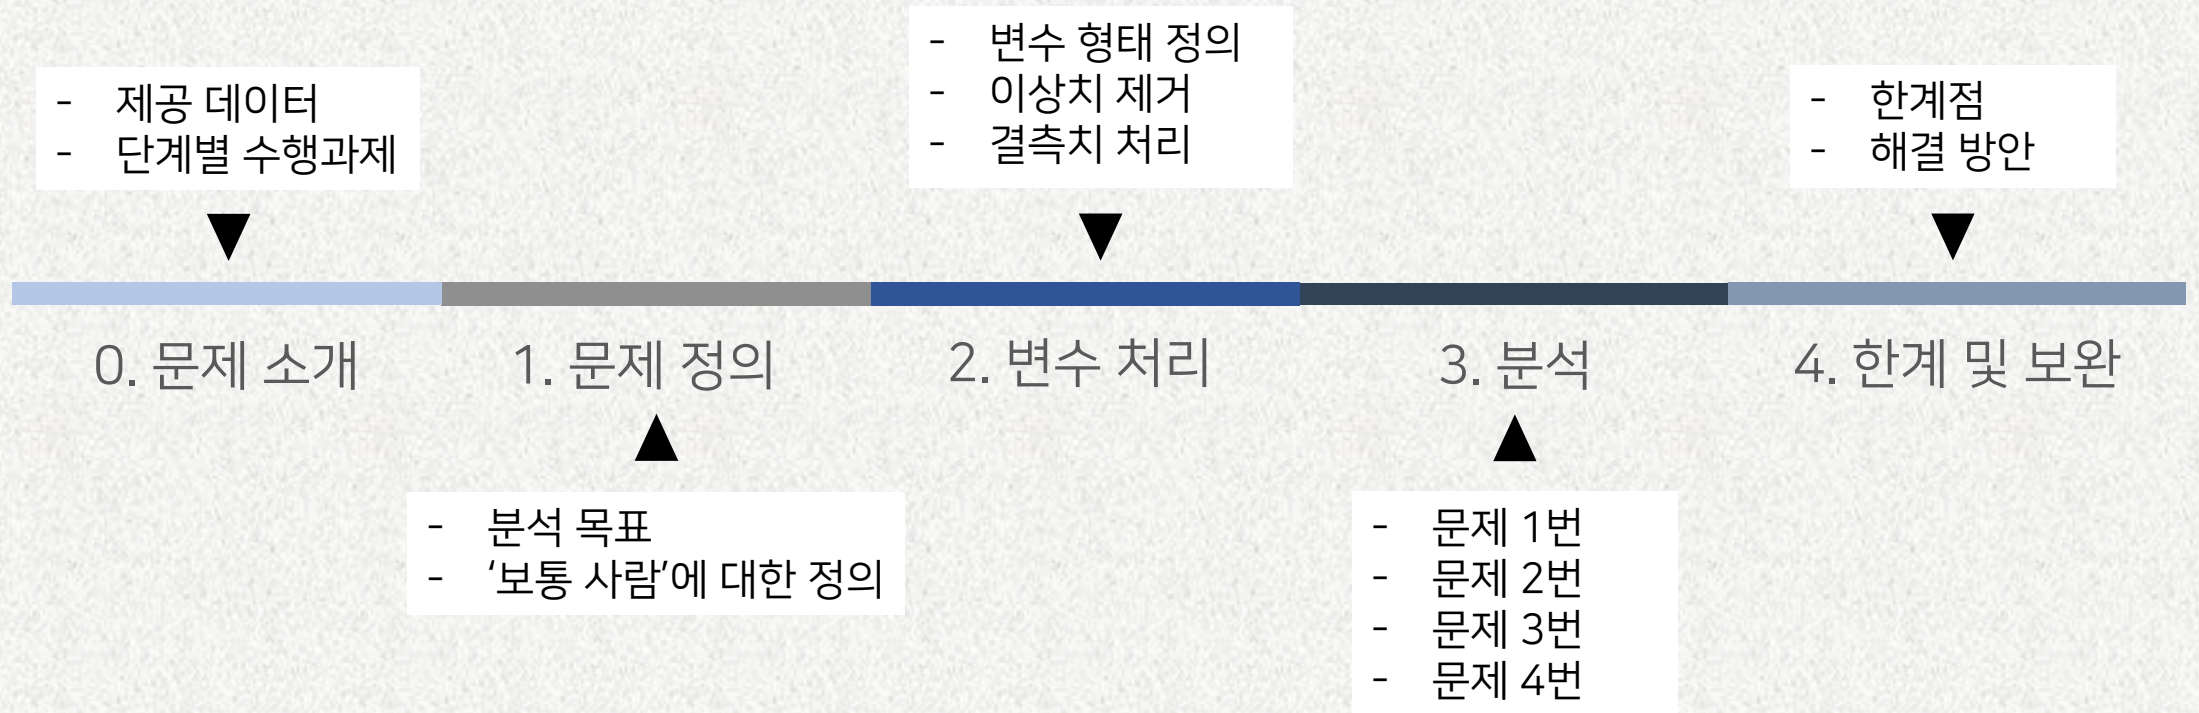 - 제공 데이터
- 단계별 수행과제
0. 문제 소개
1. 문제 정의
- 분석 목표
- ‘보통 사람’에 대한 정의
- 변수 형태 정의
- 이상치 제거
- 결측치 처리
2. 변수 처리
3. 분석
- 문제 1번
- 문제 2번
- 문제 3번
- 문제 4번
- 한계점
- 해결 방안
4. 한계 및 보완